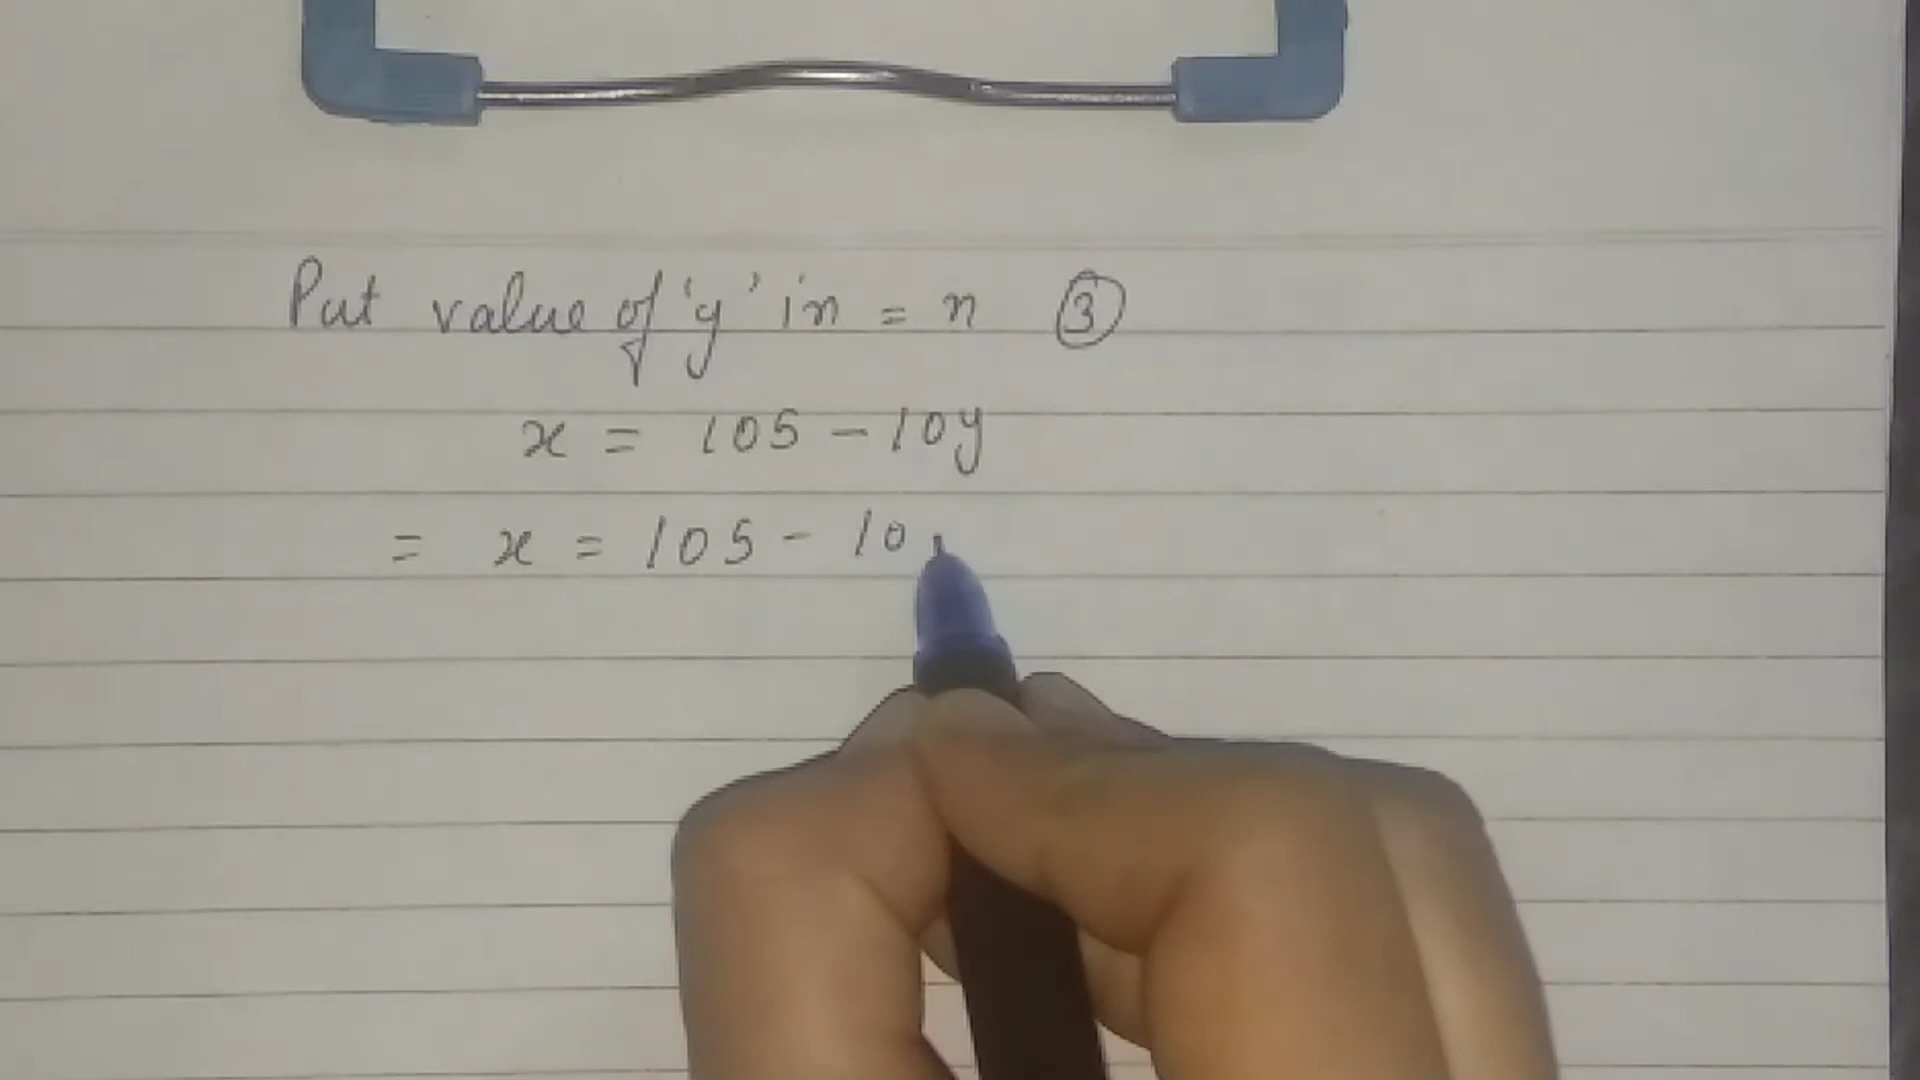 Put value of 'y' in = n ③
x = 105 - 10y
= x = 105 - 10